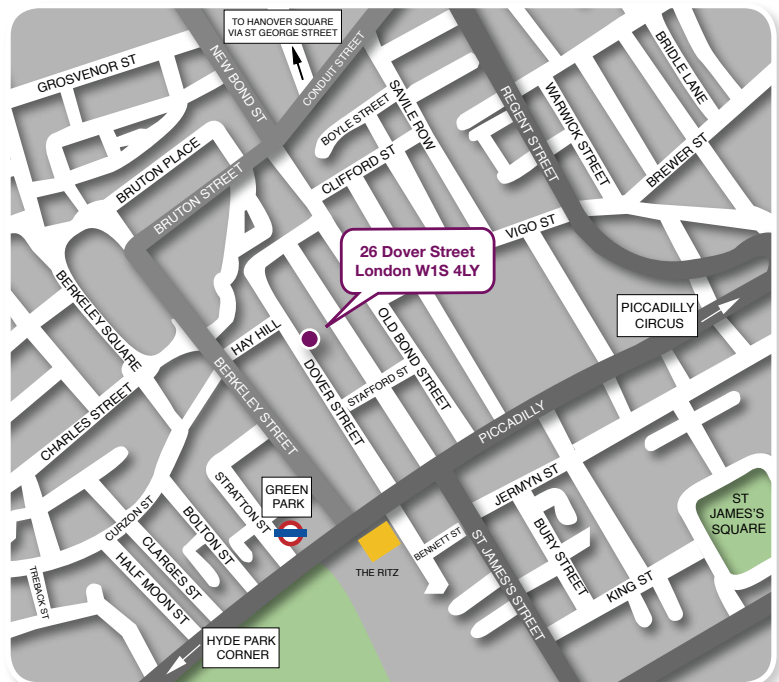 TO HANOVER SQUARE
VIA ST GEORGE STREET
NEW BOND ST
CONDUIT STREET
GROSVENOR ST
SAVILE ROW
BOYLE STREET
REGENT STREET
WARWICK STREET
BRIDLE LANE
BREWER ST
BRUTON PLACE
BRUTON STREET
CLIFFORD ST
VIGO ST
26 Dover Street
London W1S 4LY
BERKELEY SQUARE
HAY HILL
OLD BOND STREET
PICCADILLY
CIRCUS
DOVER STREET
STAFFORD ST
BERKELEY STREET
CHARLES STREET
PICCADILLY
GREEN
PARK
STRATTON ST
JERMYN ST
ST
JAMES'S
SQUARE
CURZON ST
BOLTON ST
CLARGES ST
HALF MOON ST
TREBACK ST
THE RITZ
BENNETT ST
ST JAMES'S STREET
BURY STREET
KING ST
HYDE PARK
CORNER